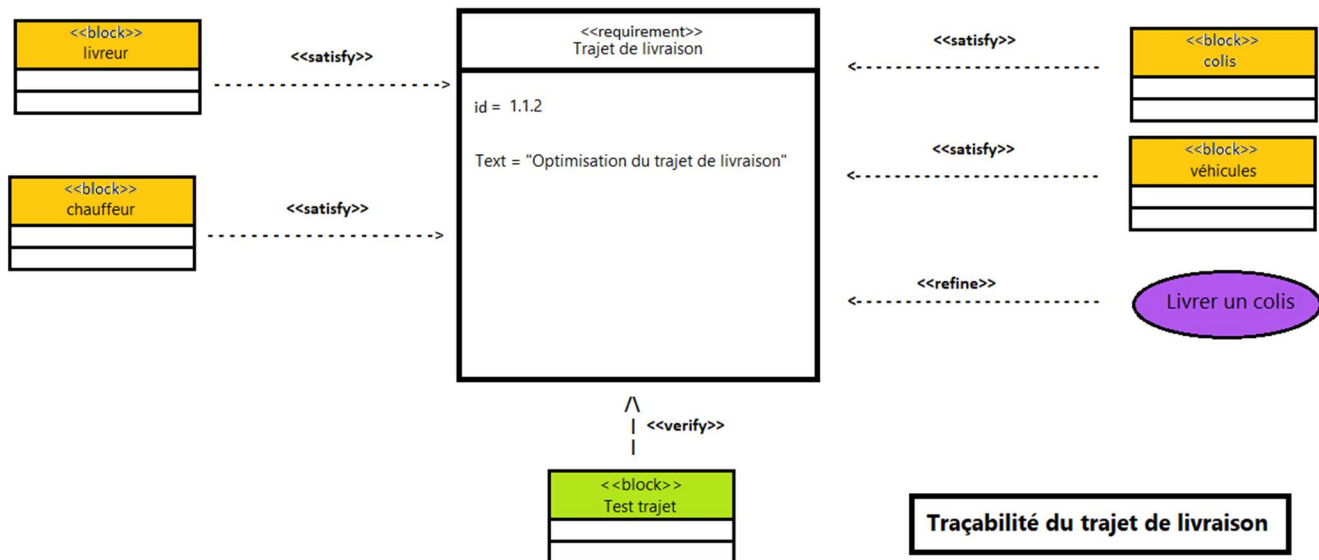 <<block>>
livreur
<<satisfy>>
<<block>>
chauffeur
<<satisfy>>
<<requirement>>
Trajet de livraison
id = 1.1.2
Text = "Optimisation du trajet de livraison"
<<satisfy>>
<<block>>
colis
<<satisfy>>
<<block>>
véhicules
<<refine>>
Livrer un colis
<<verify>>
<<block>>
Test trajet
Traçabilité du trajet de livraison